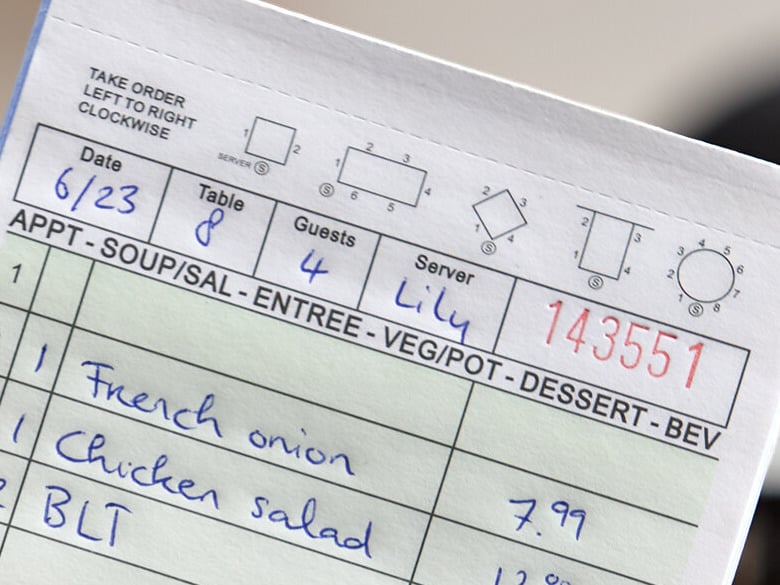 TAKE ORDER
LEFT TO RIGHT
CLOCKWISE
1 2 SERVER S
1 2 3 4 5 6 S
1 2 3 4 S
1 2 3 4 S
1 2 3 4 5 6 7 8 S
Date Table Guests Server
6/23 8 4 Lily 143551
APPT - SOUP/SAL - ENTREE - VEG/POT - DESSERT - BEV
1
1 French onion 7.99
1 Chicken salad
BLT